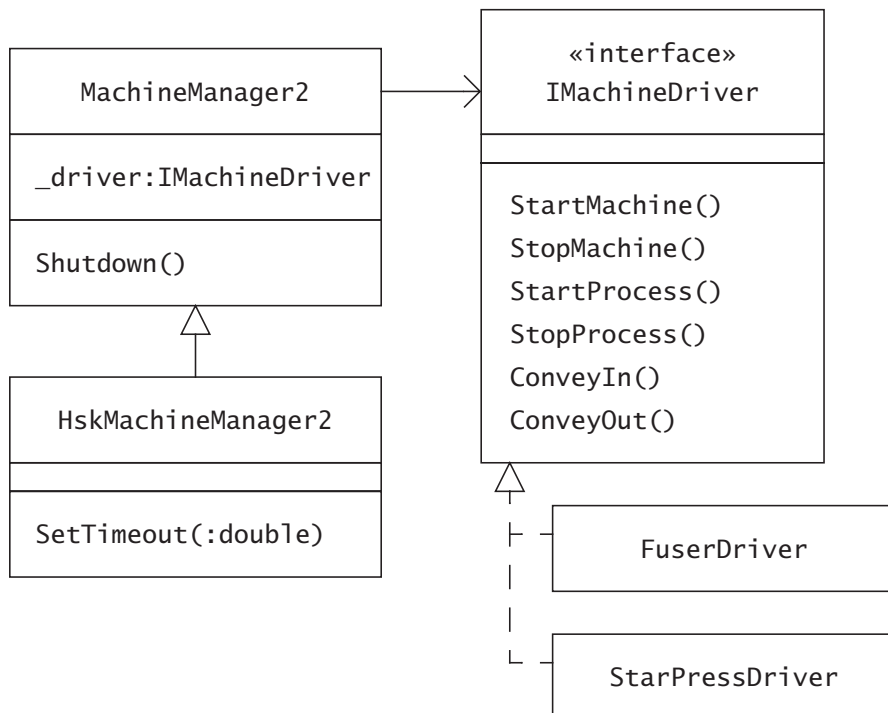 MachineManager2
_driver:IMachineDriver
Shutdown()
HskMachineManager2
SetTimeout(:double)
«interface»
IMachineDriver
StartMachine()
StopMachine()
StartProcess()
StopProcess()
ConveyIn()
ConveyOut()
FuserDriver
StarPressDriver